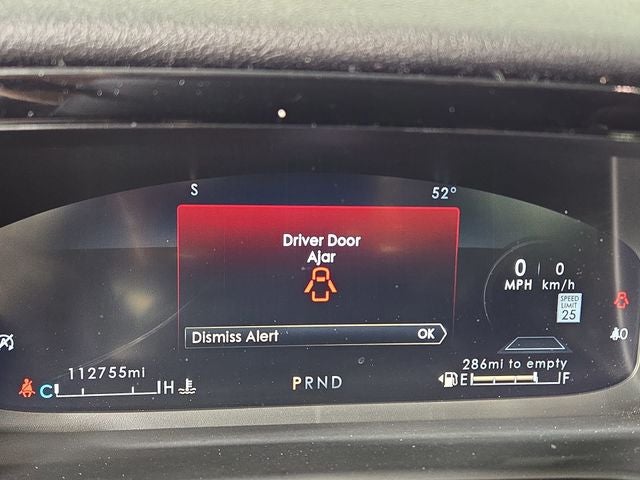 S 52°
Driver Door
Ajar
0 0
MPH km/h
SPEED
LIMIT
25
Dismiss Alert OK
112755mi
286mi to empty
C H
PRND
E F